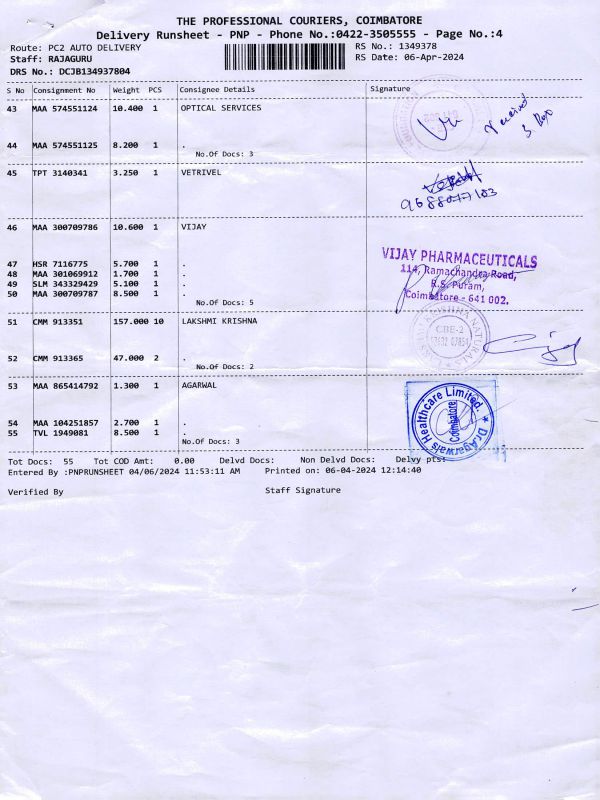 THE PROFESSIONAL COURIERS, COIMBATORE
Delivery Runsheet - PNP - Phone No.:0422-3505555 - Page No.:4
Route: PC2 AUTO DELIVERY RS No.: 1349378
Staff: RAJAGURU RS Date: 06-Apr-2024
DRS No.: DCJB134937804
S No Consignment No Weight PCS Consignee Details Signature
43 MAA 574551124 10.400 1 OPTICAL SERVICES
received
44 MAA 574551125 8.200 1 .
No.Of Docs: 3
45 TPT 3140341 3.250 1 VETRIVEL
46 MAA 300709786 10.600 1 VIJAY
VIJAY PHARMACEUTICALS
114, Ramachandra Road,
R.S. Puram,
Coimbatore - 641 002.
47 HSR 7116775 5.700 1 .
48 MAA 301069912 1.700 1 .
49 SLM 343329429 5.100 1 .
50 MAA 300709787 8.500 1 .
No.Of Docs: 5
51 CMM 913351 157.000 10 LAKSHMI KRISHNA
CBE-2
52 CMM 913365 47.000 2 .
No.Of Docs: 2
53 MAA 865414792 1.300 1 AGARWAL
Dr.Agarwals Healthcare Limited.
Coimbatore
54 MAA 104251857 2.700 1 .
55 TVL 1949081 8.500 1 .
No.Of Docs: 3
Tot Docs: 55 Tot COD Amt: 0.00 Delvd Docs: Non Delvd Docs: Delvy pts:
Entered By :PNPRUNSHEET 04/06/2024 11:53:11 AM Printed on: 06-04-2024 12:14:40
Verified By Staff Signature